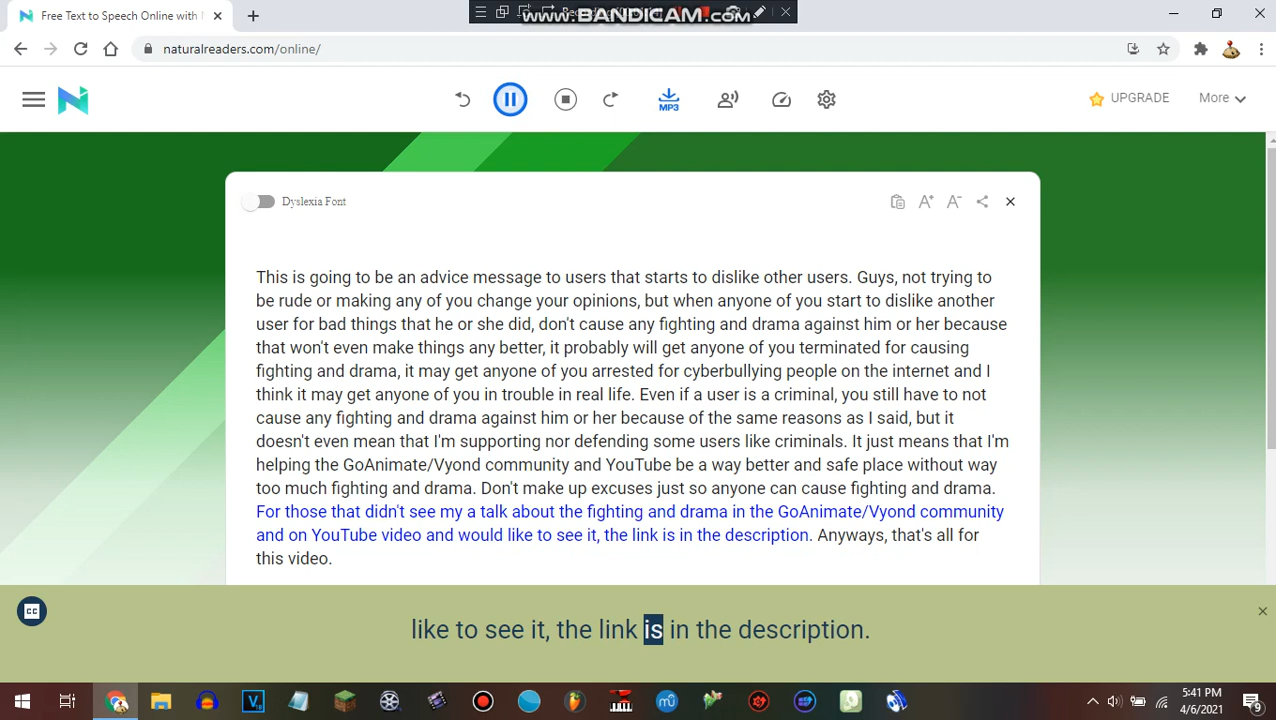 Free Text to Speech Online with
www.BANDICAM.com
naturalreaders.com/online/
MP3
UPGRADE
More
Dyslexia Font
A+
A-
This is going to be an advice message to users that starts to dislike other users. Guys, not trying to
be rude or making any of you change your opinions, but when anyone of you start to dislike another
user for bad things that he or she did, don't cause any fighting and drama against him or her because
that won't even make things any better, it probably will get anyone of you terminated for causing
fighting and drama, it may get anyone of you arrested for cyberbullying people on the internet and I
think it may get anyone of you in trouble in real life. Even if a user is a criminal, you still have to not
cause any fighting and drama against him or her because of the same reasons as I said, but it
doesn't even mean that I'm supporting nor defending some users like criminals. It just means that I'm
helping the GoAnimate/Vyond community and YouTube be a way better and safe place without way
too much fighting and drama. Don't make up excuses just so anyone can cause fighting and drama.
For those that didn't see my a talk about the fighting and drama in the GoAnimate/Vyond community
and on YouTube video and would like to see it, the link is in the description. Anyways, that's all for
this video.
CC
like to see it, the link is in the description.
5:41 PM
4/6/2021
9